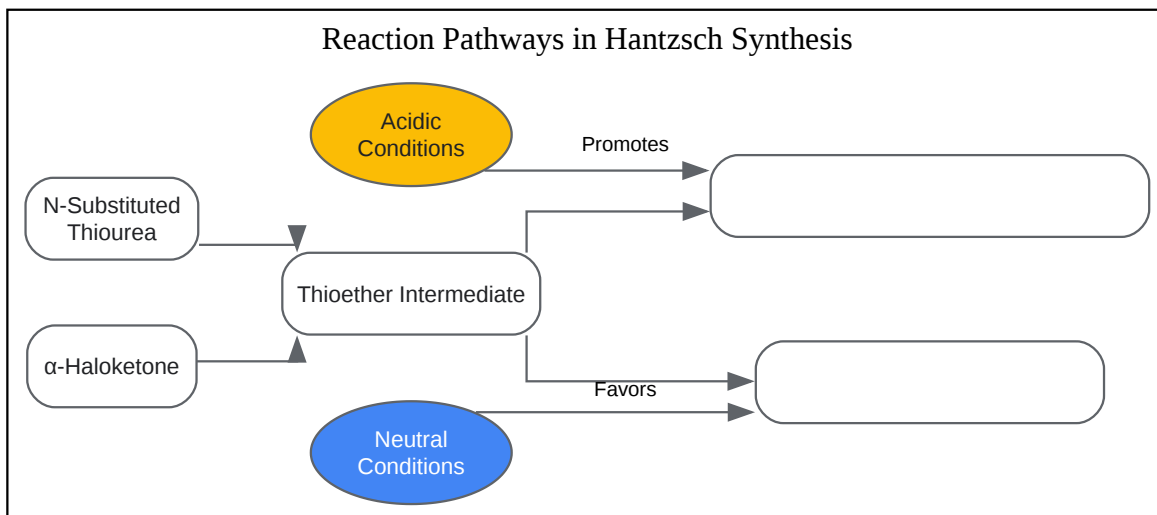 Reaction Pathways in Hantzsch Synthesis
Acidic
Conditions
Promotes
N-Substituted
Thiourea
Thioether Intermediate
α-Haloketone
Favors
Neutral
Conditions